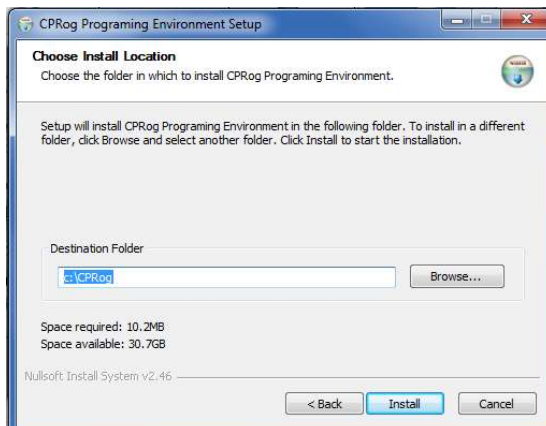 CPRog Programing Environment Setup
Choose Install Location
Choose the folder in which to install CPRog Programing Environment.
Setup will install CPRog Programing Environment in the following folder. To install in a different
folder, click Browse and select another folder. Click Install to start the installation.
Destination Folder
c:\CPRog
Browse...
Space required: 10.2MB
Space available: 30.7GB
Nullsoft Install System v2.46
< Back
Install
Cancel